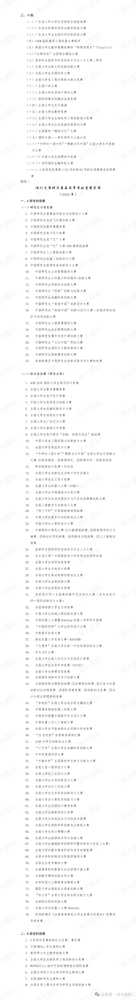 三、Ⅲ类：
（一）广东省工科大学生实验综合技能竞赛
（二）广东省本科高校师范生教学技能大赛
（三）广东省大学生生物化学实验技能大赛
（四）iGEM 国际基因工程机器大赛银奖
（五）美国大学生数学建模竞赛的“特等奖提名”（Finalist）
（六）“尖烽时刻”全国商业模拟大赛
（七）蓝桥杯全国软件和信息技术专业人才大赛二等奖
（八）全国大学生新文科实践创新大赛
（九）全国大学生交通科技大赛
（十）全国大学生工程训练综合能力竞赛
（十一）全国口译大赛
（十二）全国大学生房地产策划大赛
（十三）国际刑事法院模拟法庭竞赛
（十四）全国大学生艺术展演
（十五）全国大学生数学竞赛
（十六）全国大学生生物医学工程创新设计竞赛
（十七）全国大学生红色旅游创意策划大赛
（十八）全国高校“模拟市长”大赛
（十九）调研中国——青年领导力公益计划
（二十）“外研社·国才杯”“理解当代中国”全国大学生外语能
力大赛
（二十一）中国大学生物理学术竞赛
（二十二）深圳国际金融科技大赛
（二十三）入选Ⅱ类竞赛第 1-54 项和第 63 项的区域赛事或省级赛
事
附件二
深圳大学研究生高水平学科竞赛目录
（2025 年）
一、A 类学科竞赛
（一）研究生专项竞赛
1. 中国研究生智慧城市技术与创意设计大赛
2. 中国研究生未来飞行器创新大赛
3. 中国研究生数学建模竞赛
4. 中国研究生电子设计竞赛
5. 中国研究生创“芯”大赛
6. 中国研究生创“芯”大赛-EDA 精英挑战赛
7. 中国研究生人工智能创新大赛
8. 中国研究生机器人创新设计大赛
9. 中国研究生能源装备创新设计大赛
10. 中国研究生公共管理案例大赛
11. 中国研究生乡村振兴科技强农+创新大赛
12. 中国研究生网络安全创新大赛
13. 中国研究生“双碳”创新与创意大赛
14. 中国研究生金融科技创新大赛
15. 中国研究生“美丽中国”创新设计大赛
16. 中国研究生“美丽中国”创新与设计大赛--生物多样性保
护与利用创新大赛
17. 中国研究生工程管理案例大赛
18. 中国研究生企业管理创新大赛
19. 中国研究生操作系统开源创新大赛
20. 中国研究生“文化中国”两创大赛
21. 中国研究生国际中文教育案例大赛
22. 中国研究生智能建造创新大赛
23. 其他新增至中国研究生创新实践系列大赛的竞赛
（二）综合类竞赛（研究生组）
1. ACM-ICPC 国际大学生程序设计竞赛
2. 全国大学生数学建模竞赛
3. 全国大学生电子设计竞赛
4. 中国大学生医学技术技能大赛
5. 全国大学生机械创新设计大赛
6. 全国大学生结构设计竞赛
7. 全国大学生广告艺术大赛
8. 全国大学生智能汽车竞赛
9. 全国大学生电子商务“创新、创意及创业”挑战赛
10. 中国大学生工程实践与创新能力大赛
11. 全国大学生物流设计大赛
12. “外研社·国才杯”“理解当代中国”全国大学生外语能力
大赛-①英语演讲、②英语辩论、③英语写作、④英语阅读
13. 两岸新锐设计竞赛·华灿奖
14. 全国大学生创新创业训练计划年会展示
15. 全国大学生化工设计竞赛
16. 全国大学生机器人大赛（CURC）
17. 全国大学生市场调查与分析大赛
18. 全国大学生先进成图技术与产品信息建模创新大赛
19. 全国三维数字化创新设计大赛
20. “西门子杯”中国智能制造挑战赛
21. 中国大学生服务外包创新创业大赛
22. 中国大学生计算机设计大赛
23. 中国高校计算机大赛-①大数据挑战赛、②团体程序设计天
梯赛、③移动应用创新赛、④网络技术挑战赛、⑤人工智能创
意赛
24. 蓝桥杯全国软件和信息技术专业人才大赛
25. 米兰设计周--中国高校设计学科师生优秀作品展
26. 全国大学生地质技能竞赛
27. 全国大学生光电设计竞赛
28. 全国大学生集成电路创新创业大赛
29. 全国大学生金相技能大赛
30. 全国大学生信息安全竞赛
31. 未来设计师·全国高校数字艺术设计大赛（含未来设计
师·国际创新设计大赛）
32. 全国周培源大学生力学竞赛
33. 中国大学生机械工程创新创意大赛
34. 中国机器人大赛暨 RoboCup 机器人世界杯中国赛
35. “中国软件杯”大学生软件设计大赛
36. 中美青年创客大赛
37. 睿抗机器人开发者大赛（RAICOM）
38. “大唐杯”全国大学生新一代信息通信技术大赛
39. 华为 ICT 大赛
40. 全国大学生嵌入式芯片与系统设计竞赛
41. 全国大学生生命科学竞赛（CULSC）
42. 全国大学生物理实验竞赛
43. 全国高校 BIM 毕业设计创新大赛
44. 全国高校商业精英挑战赛-①品牌策划竞赛、②文旅与会展
创新创业实践竞赛、③国际贸易竞赛、④创新创业竞赛、⑤会
计与商业管理案例竞赛
45. “学创杯”全国大学生创业综合模拟大赛
46. 中国高校智能机器人创意大赛
47. 中国好创意暨全国数字艺术设计大赛
48. 中国机器人及人工智能大赛
49. 全国大学生节能减排社会实践与科技竞赛
50. “21 世纪杯”全国英语演讲比赛
51. iCAN 大学生创新创业大赛
52. “工行杯”全国大学生金融科技创新大赛
53. 中华经典诵写讲大赛
54. “外教社杯”全国高校学生跨文化能力大赛
55. 百度之星·程序设计大赛
56. 全国大学生工业设计大赛
57. 全国大学生水利创新设计大赛
58. 全国大学生化工实验大赛
59. 全国大学生化学实验创新设计大赛
60. 全国大学生计算机系统能力大赛
61. 全国大学生花园设计建造竞赛
62. 全国大学生物联网设计竞赛
63. 全国大学生信息安全与对抗技术竞赛
64. 全国大学生测绘学科创新创业智能大赛
65. 全国大学生统计建模大赛
66. 全国大学生能源经济学术创意大赛
67. 全国大学生基础医学创新研究暨实验设计论坛（大赛）
68. 全国大学生数字媒体科技作品及创意竞赛
69. 全国本科院校税收风险管控案例大赛
70. 全国企业竞争模拟大赛
71. 全国高等院校数智化企业经营沙盘大赛
72. 全国数字建筑创新应用大赛
73. 全球校园人工智能算法精英大赛
74. 国际大学生智能农业装备创新大赛
75. “科云杯”全国大学生财会职业能力大赛
76. 全国职业院校技能大赛
77. 全国大学生机器人大赛-RoboTac
78. 其他新增至《全国普通高校大学生竞赛分析报告》竞赛目
录的竞赛
二、B 类学科竞赛
1. A 类学科竞赛的相应分区赛、赛区赛
2. 中国 MPAcc 学生案例大赛
3. 教育硕士专业教学技能大赛
4. 全国大学生生物医学工程创新设计竞赛
5. WUPENiCity 城市可持续调研报告国际竞赛
6. 全国应用统计专业学位研究生案例大赛
7. 全国 MSW 研究生案例大赛
8. 全国应用心理专业学位研究生实践技能大赛
公众号·深大荔知